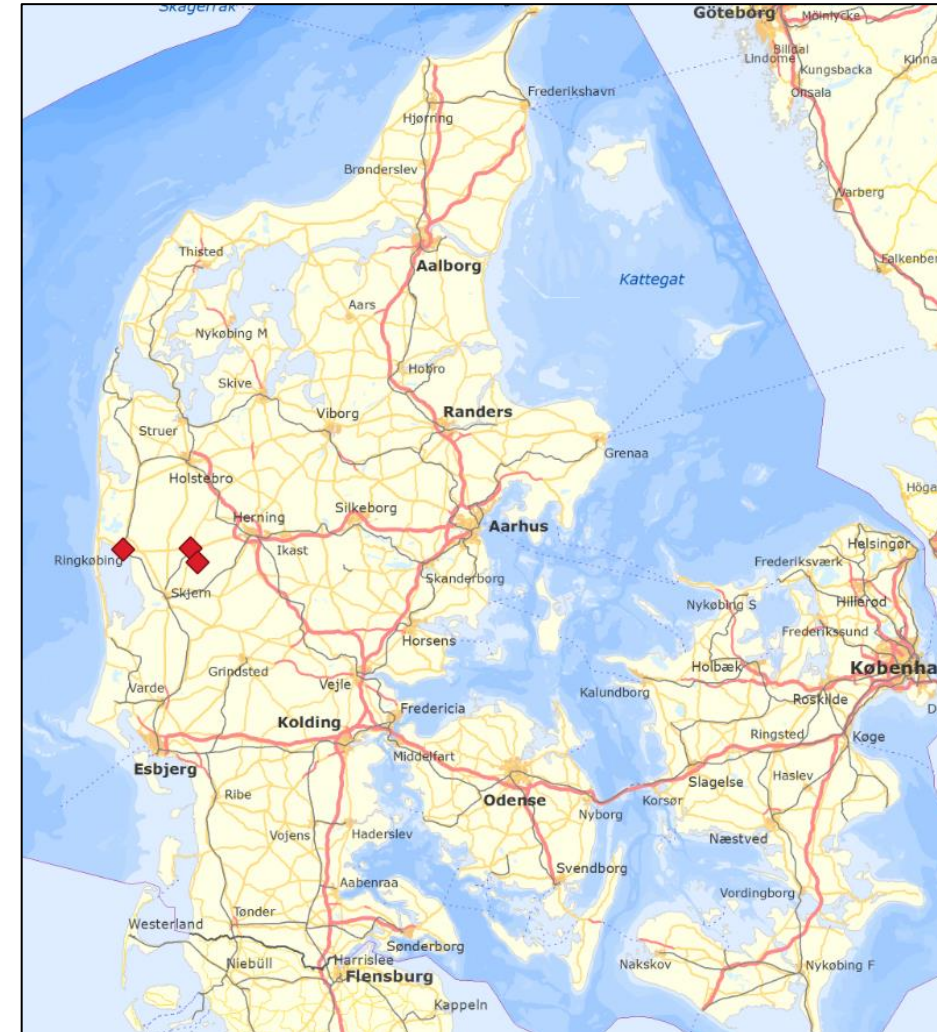 Skagerrak
Göteborg
Mölnlycke
Billdal
Lindome
Kungsbacka
Kinna
Onsala
Frederikshavn
Hjørring
Brønderslev
Varberg
Thisted
Aalborg
Falkenber
Kattegat
Aars
Nykøbing M
Hobro
Skive
Viborg
Randers
Struer
Grenaa
Holstebro
Höga
Silkeborg
Herning
Aarhus
Ikast
Helsingør
Ringkøbing
Frederiksværk
Skanderborg
Skjern
Nykøbing S
Hillerød
Frederikssund
Horsens
Holbæk
Københa
Grindsted
Vejle
Kalundborg
Roskilde
Varde
Fredericia
D
Kolding
Ringsted
Køge
Middelfart
Esbjerg
Slagelse
Haslev
Ribe
Odense
Korsør
Nyborg
Vojens
Haderslev
Næstved
Svendborg
Aabenraa
Vordingborg
Tønder
Westerland
Sønderborg
Harrislee
Niebüll
Nakskov
Nykøbing F
Flensburg
Kappeln